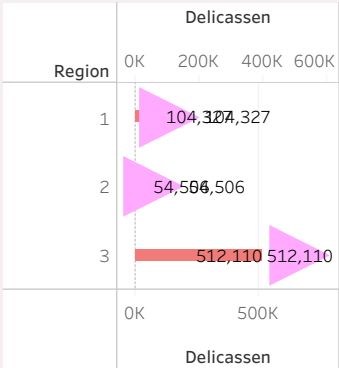 Delicassen
0K 200K 400K 600K
Region
1 104,327 104,327
2 54,506 54,506
3 512,110 512,110
0K 500K
Delicassen